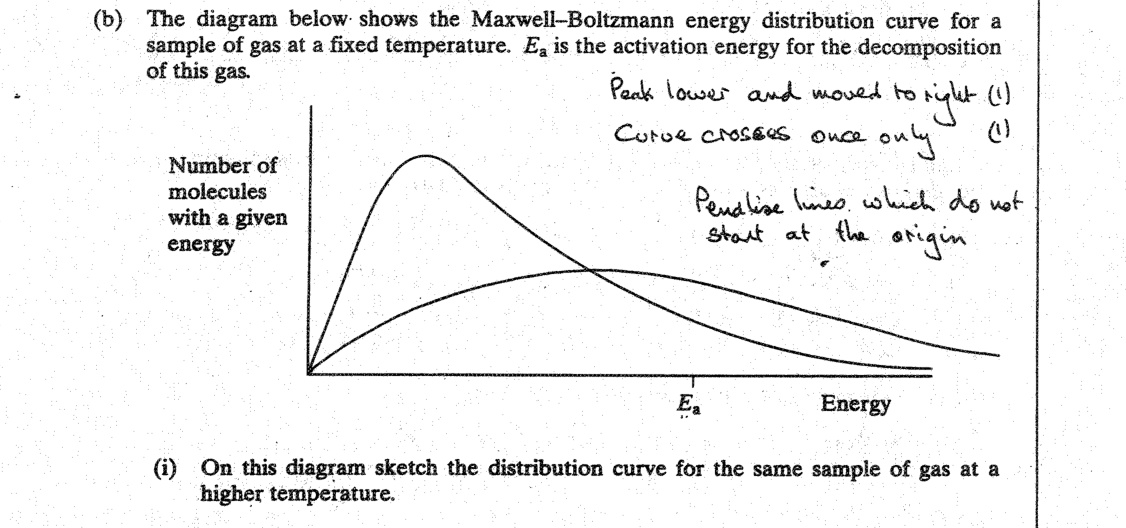 (b) The diagram below shows the Maxwell–Boltzmann energy distribution curve for a
sample of gas at a fixed temperature. Eₐ is the activation energy for the decomposition
of this gas.
Peak lower and moved to right (1)
Curve crosses once only (1)
Number of
molecules
with a given
energy
Penalise lines which do not
start at the origin
Eₐ
Energy
(i) On this diagram sketch the distribution curve for the same sample of gas at a
higher temperature.